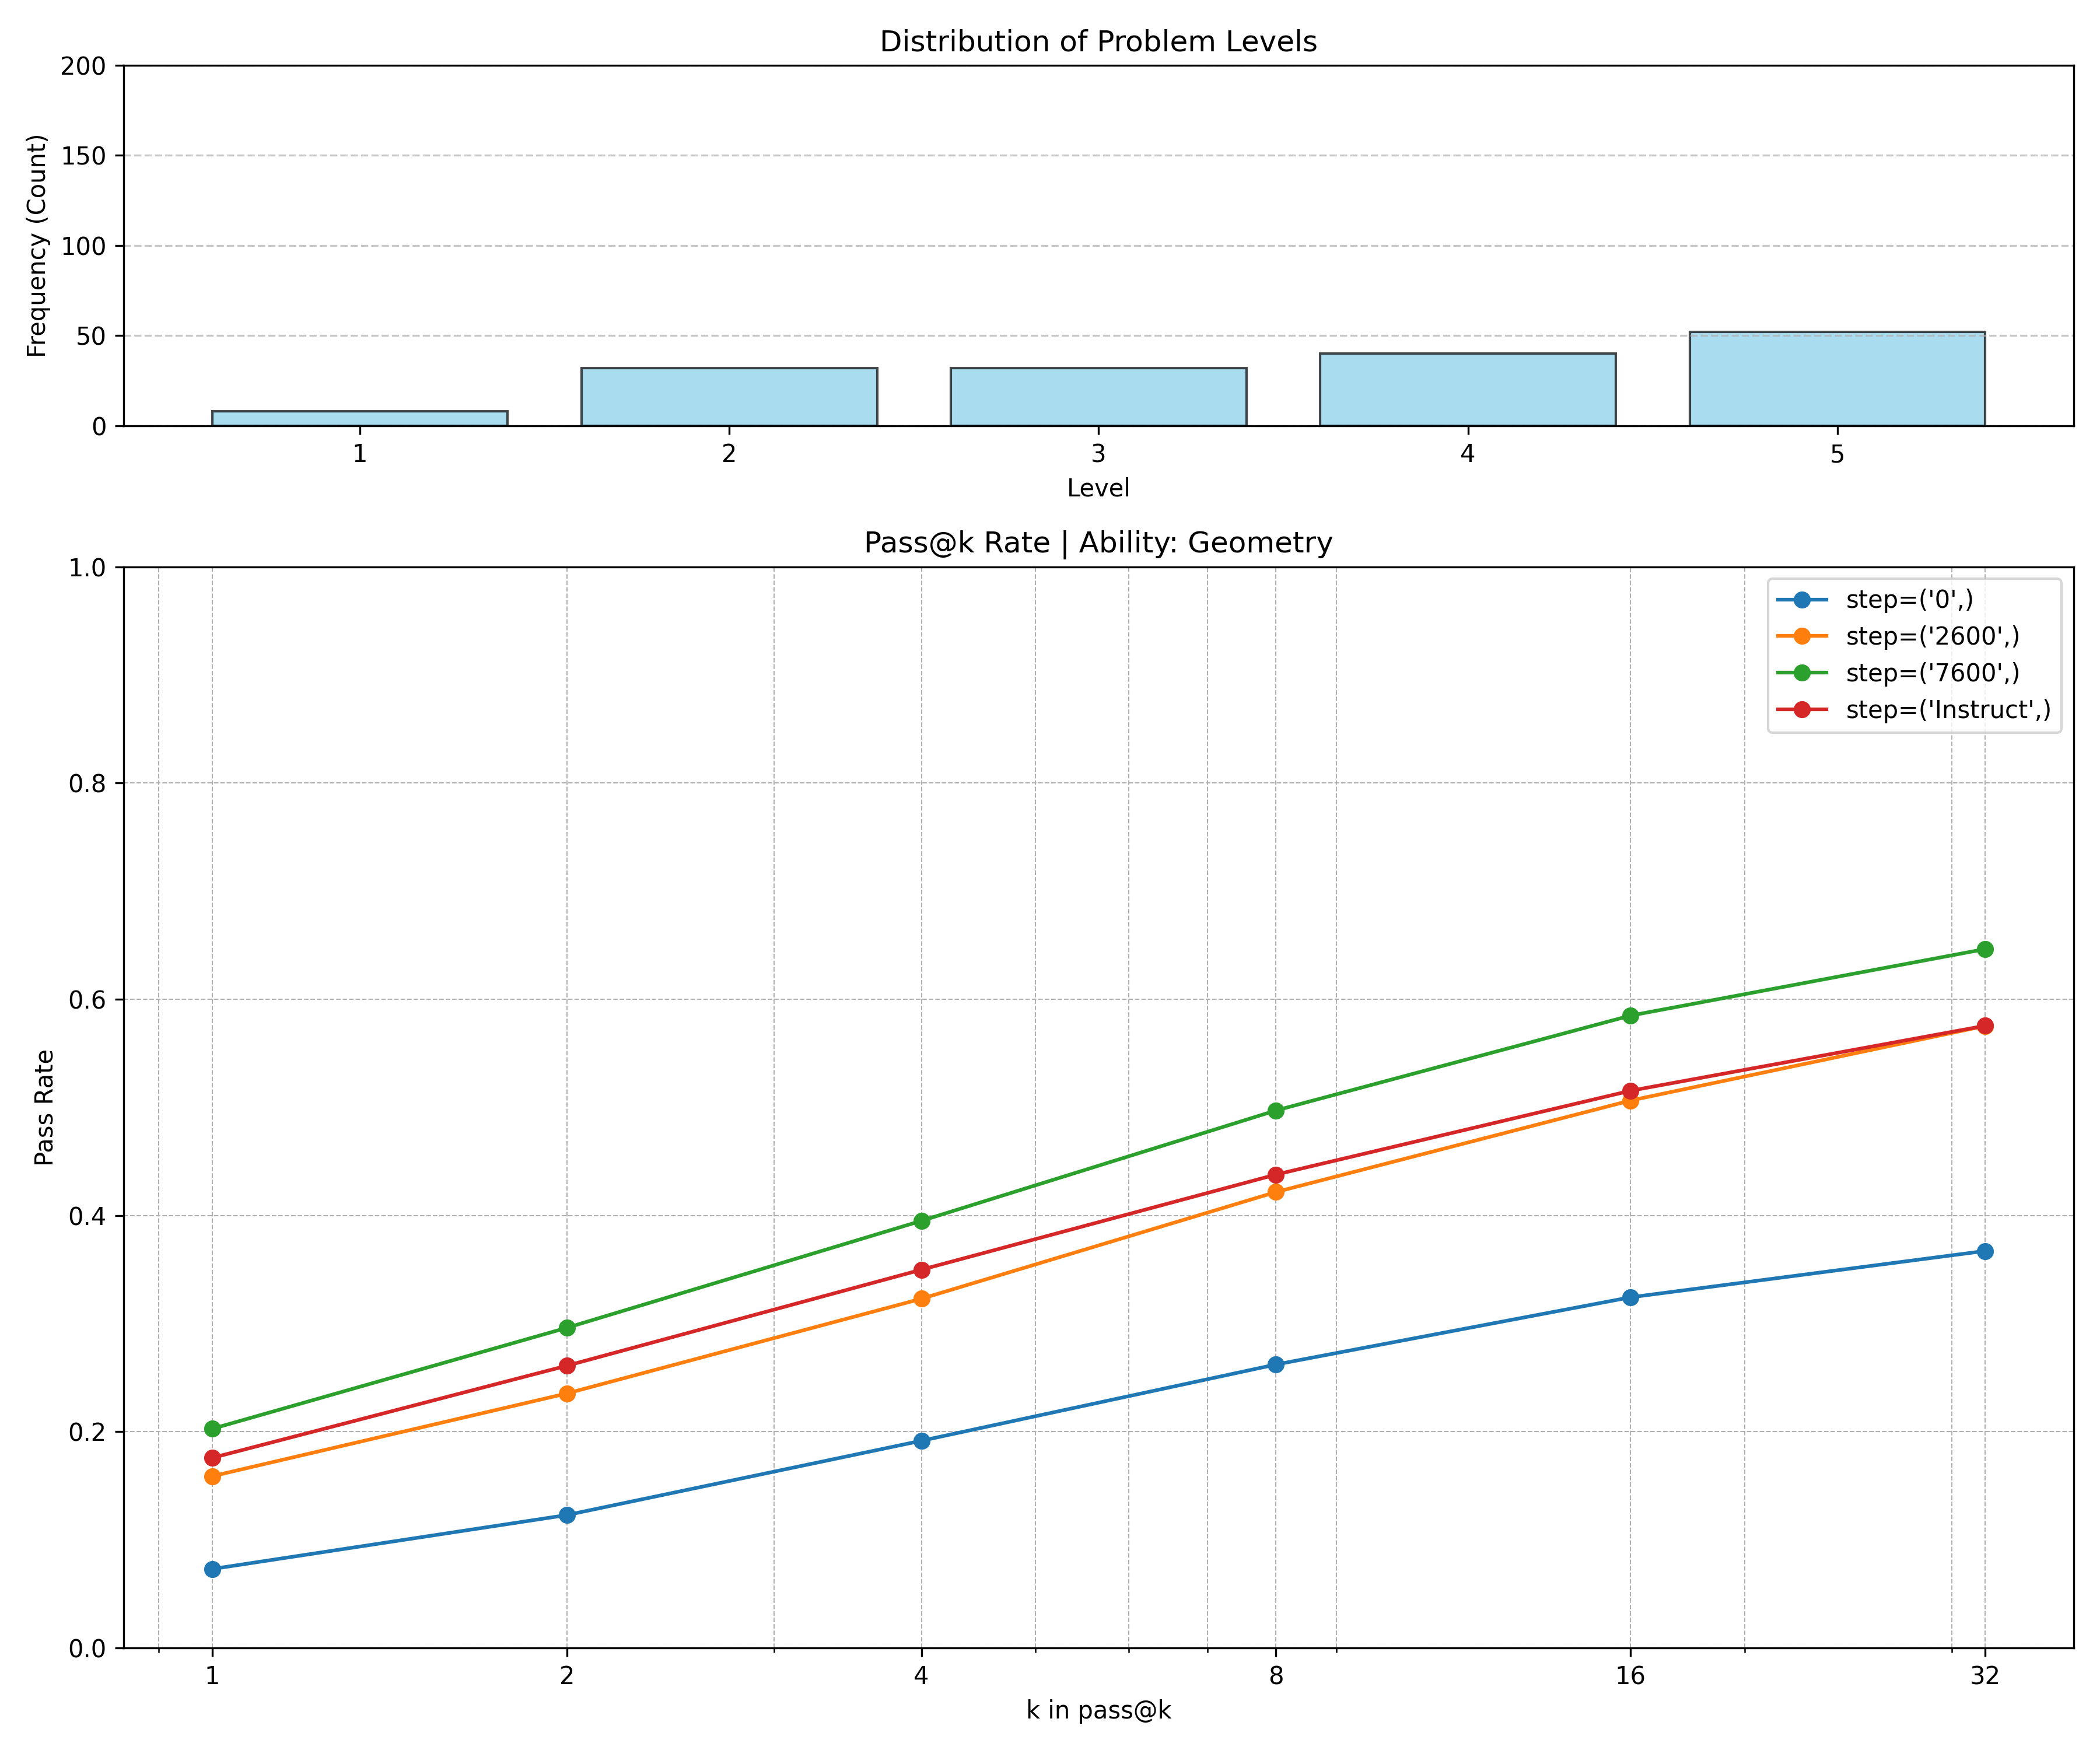 Distribution of Problem Levels
Frequency (Count)
200
150
100
50
0
1 2 3 4 5
Level
Pass@k Rate | Ability: Geometry
Pass Rate
1.0
0.8
0.6
0.4
0.2
0.0
step=('0',)
step=('2600',)
step=('7600',)
step=('Instruct',)
1 2 4 8 16 32
k in pass@k